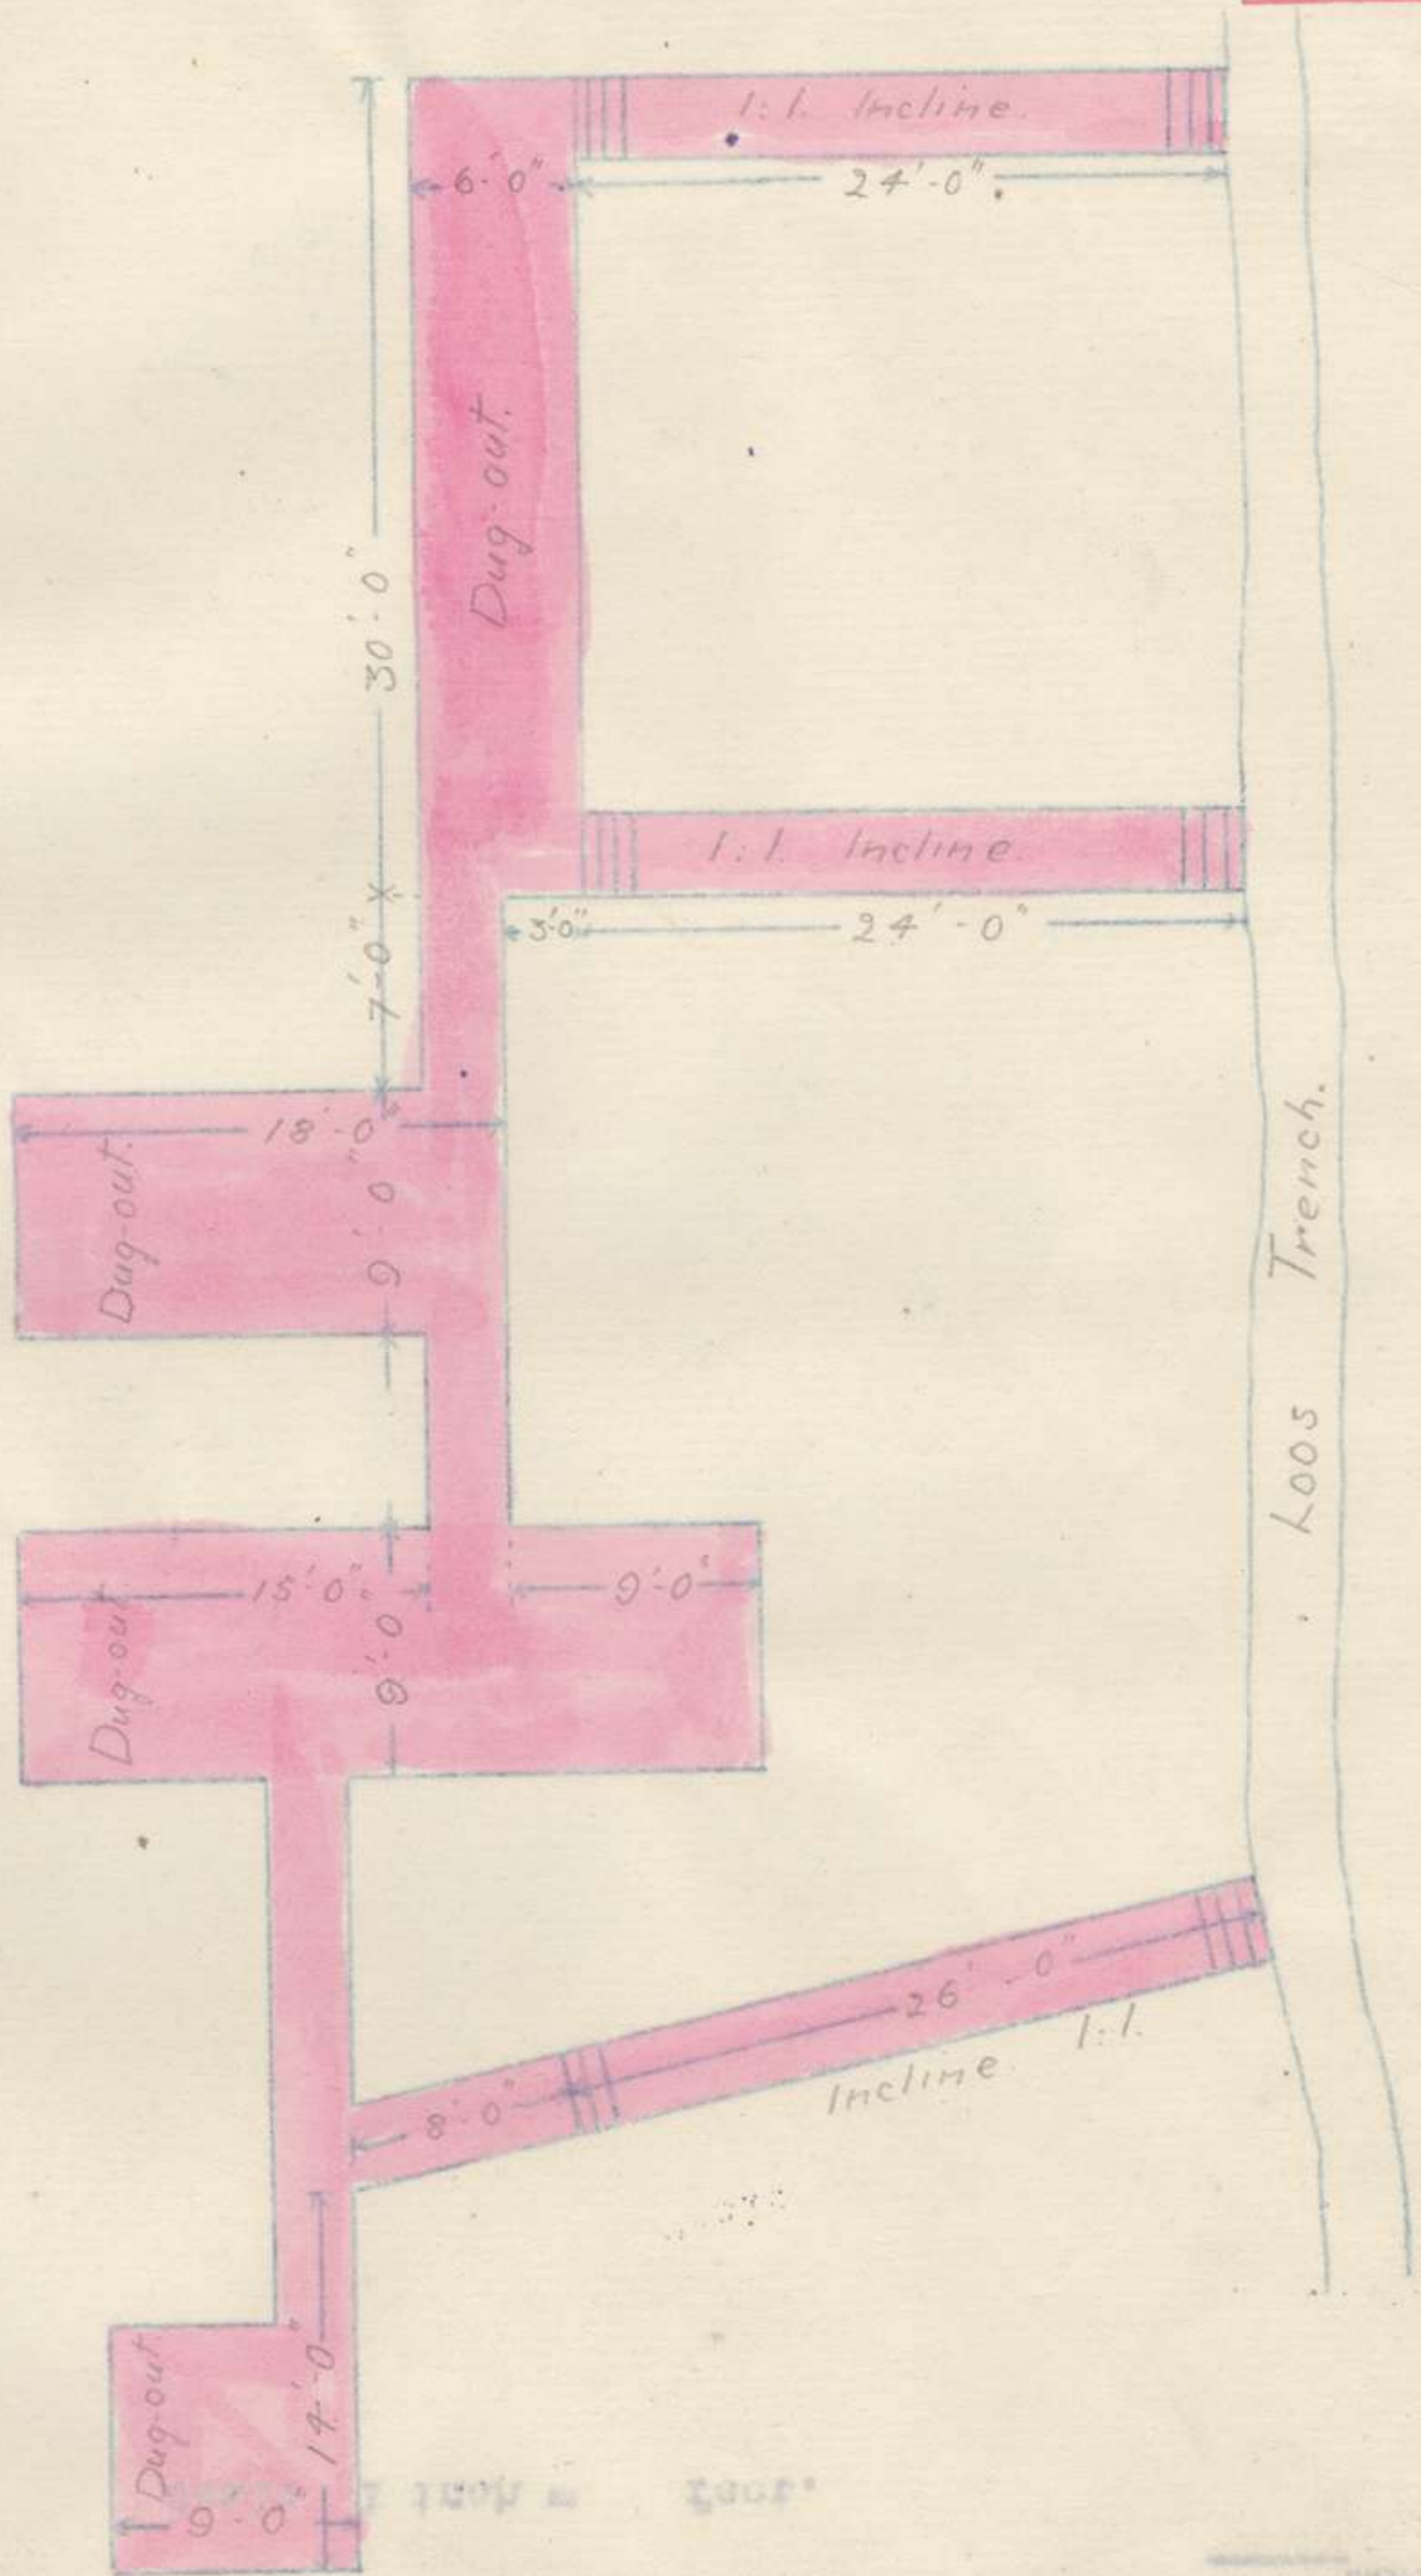 1:1. Incline.
6'-0"
24'-0".
Dug-out.
30'-0"
1:1. Incline.
3'-0"
24'-0"
7'-0"
18'-0"
Dug-out.
9'-0"
Loos Trench.
15'-0"
9'-0"
Dug-out
9'-0
26'-0"
8'-0"
Incline 1:1.
Dug-out
14'-0"
9-0"